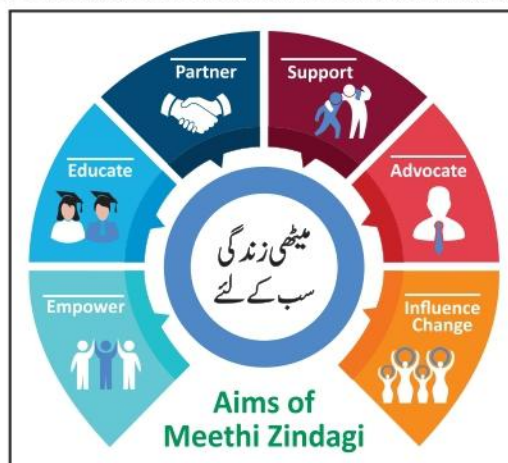 Partner
Support
Educate
Advocate
Empower
Influence
Change
میٹھی زندگی
سب کے لئے
Aims of
Meethi Zindagi